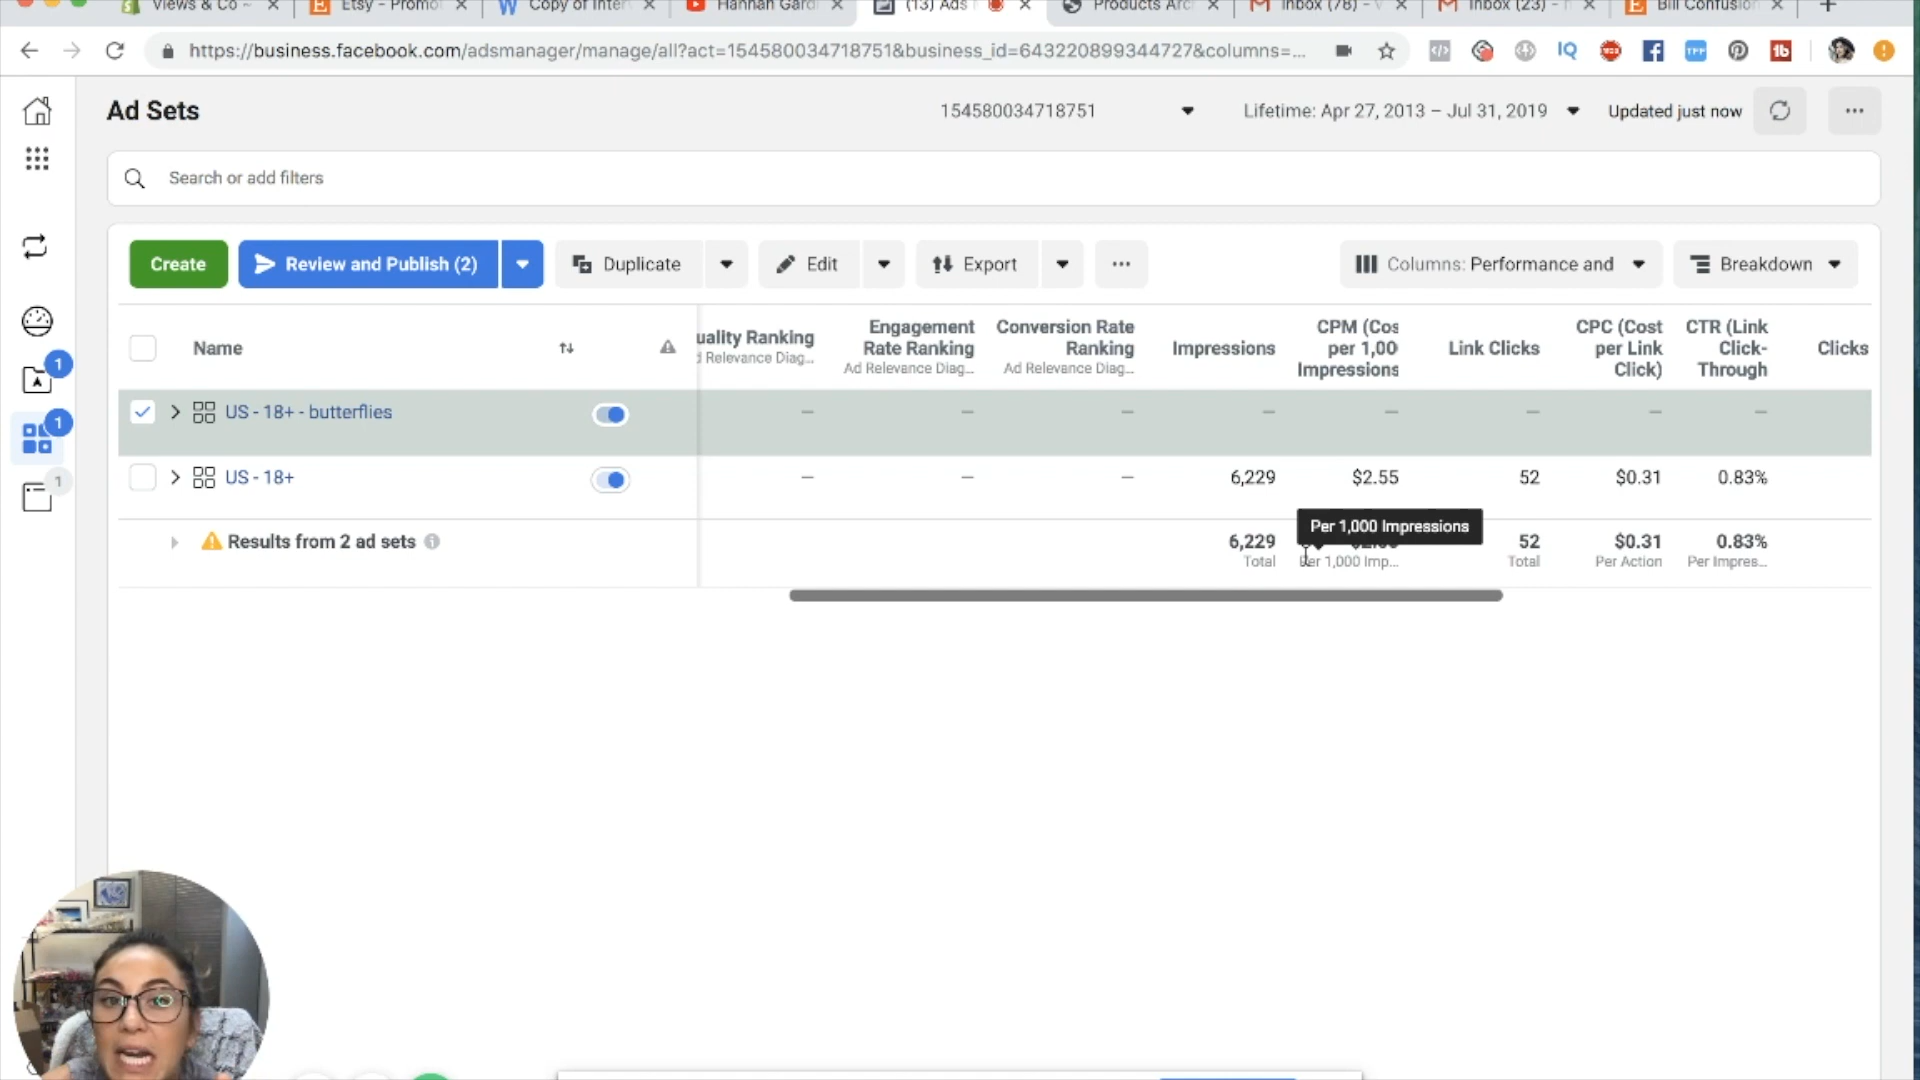 Views & Co
Etsy - Promo
Copy of Inter
Hannah Gardi
(13) Ads
Products Arc
Inbox (78) -
Inbox (23) -
Bill Confusion
https://business.facebook.com/adsmanager/manage/all?act=154580034718751&business_id=643220899344727&columns=...
Ad Sets
154580034718751
Lifetime: Apr 27, 2013 – Jul 31, 2019
Updated just now
Search or add filters
Create
Review and Publish (2)
Duplicate
Edit
Export
Columns: Performance and
Breakdown
Name
uality Ranking
d Relevance Diag...
Engagement
Rate Ranking
Ad Relevance Diag...
Conversion Rate
Ranking
Ad Relevance Diag...
Impressions
CPM (Cos
per 1,00
Impressions
Link Clicks
CPC (Cost
per Link
Click)
CTR (Link
Click-
Through
Clicks
1
1
1
US - 18+ - butterflies — — — — — — — —
US - 18+ — — — 6,229 $2.55 52 $0.31 0.83%
Per 1,000 Impressions
Results from 2 ad sets 6,229 52 $0.31 0.83%
Total Per 1,000 Imp... Total Per Action Per Impres...